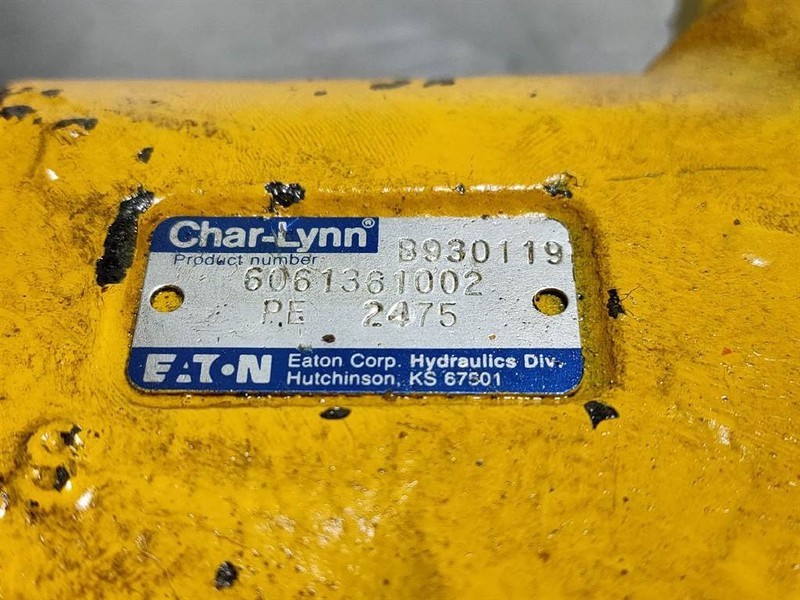 Char-Lynn® B930119
Product number
6061361002
PE 2475
EATON Eaton Corp. Hydraulics Div.
Hutchinson, KS 67501